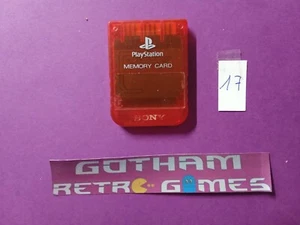 PlayStation
MEMORY CARD
17
SONY
GOTHAM
RETRO GAMES